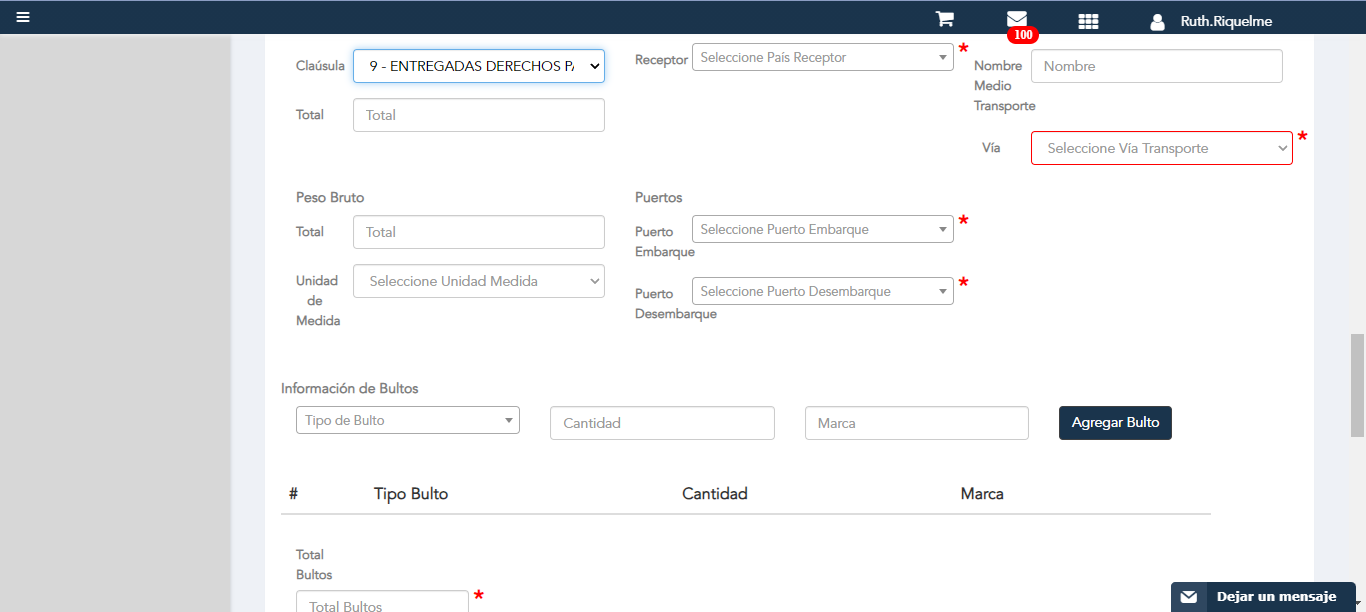 100
Ruth.Riquelme
Claúsula
9 - ENTREGADAS DERECHOS PA
Total
Total
Receptor
Seleccione País Receptor
*
Nombre
Medio
Transporte
Nombre
Vía
Seleccione Vía Transporte
*
Peso Bruto
Total
Total
Unidad
de
Medida
Seleccione Unidad Medida
Puertos
Puerto
Embarque
Seleccione Puerto Embarque
*
Puerto
Desembarque
Seleccione Puerto Desembarque
*
Información de Bultos
Tipo de Bulto
Cantidad
Marca
Agregar Bulto
# Tipo Bulto Cantidad Marca
Total
Bultos
Total Bultos
*
Dejar un mensaje